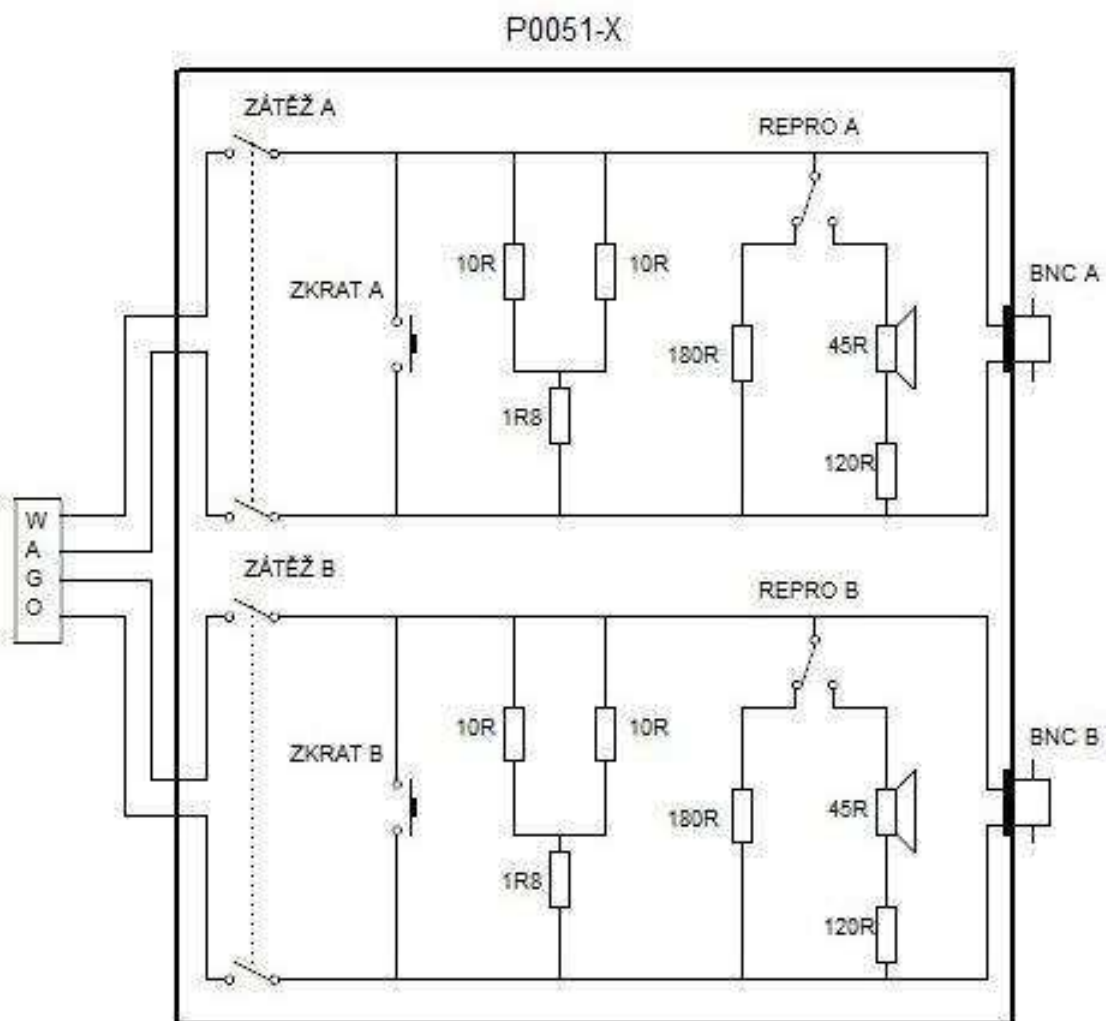 P0051-X
ZÁTĚŽ A
REPRO A
10R
10R
BNC A
ZKRAT A
180R
45R
1R8
120R
WAGO
ZÁTĚŽ B
REPRO B
10R
10R
BNC B
ZKRAT B
180R
45R
1R8
120R